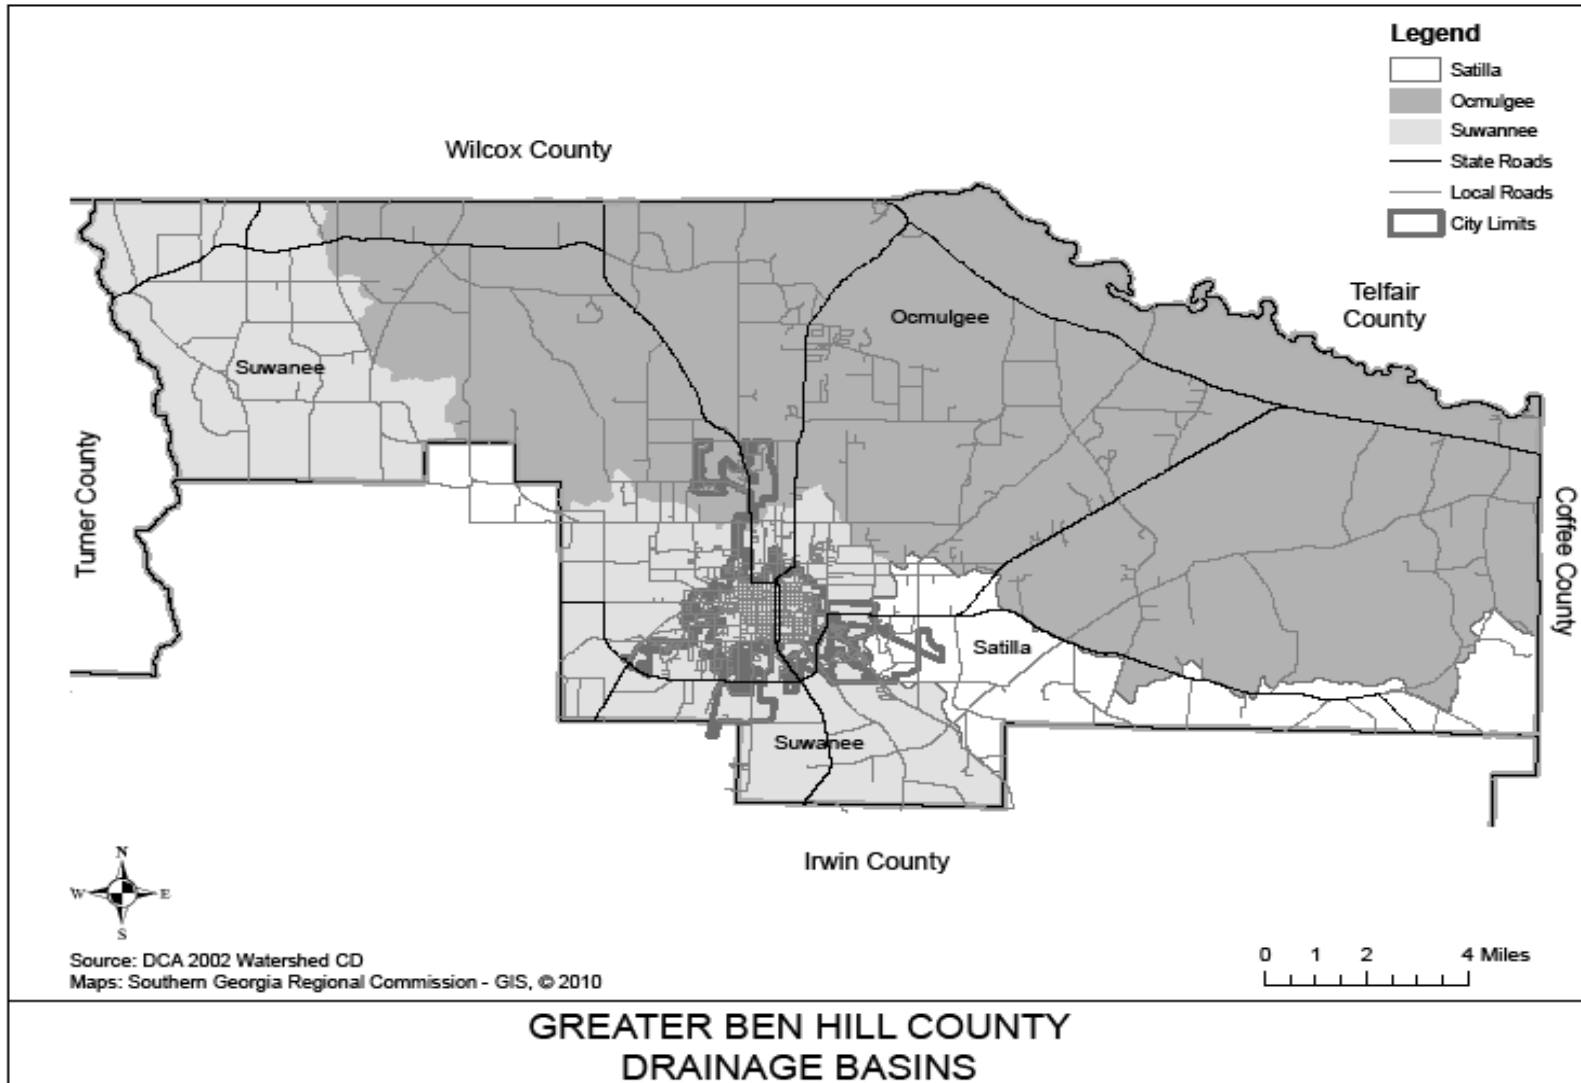 Legend
Satilla
Ocmulgee
Suwannee
State Roads
Local Roads
City Limits
Wilcox County
Telfair
County
Ocmulgee
Suwanee
Turner County
Coffee County
Satilla
Suwanee
Irwin County
N
W E
S
Source: DCA 2002 Watershed CD
Maps: Southern Georgia Regional Commission - GIS, © 2010
0 1 2 4 Miles
GREATER BEN HILL COUNTY
DRAINAGE BASINS